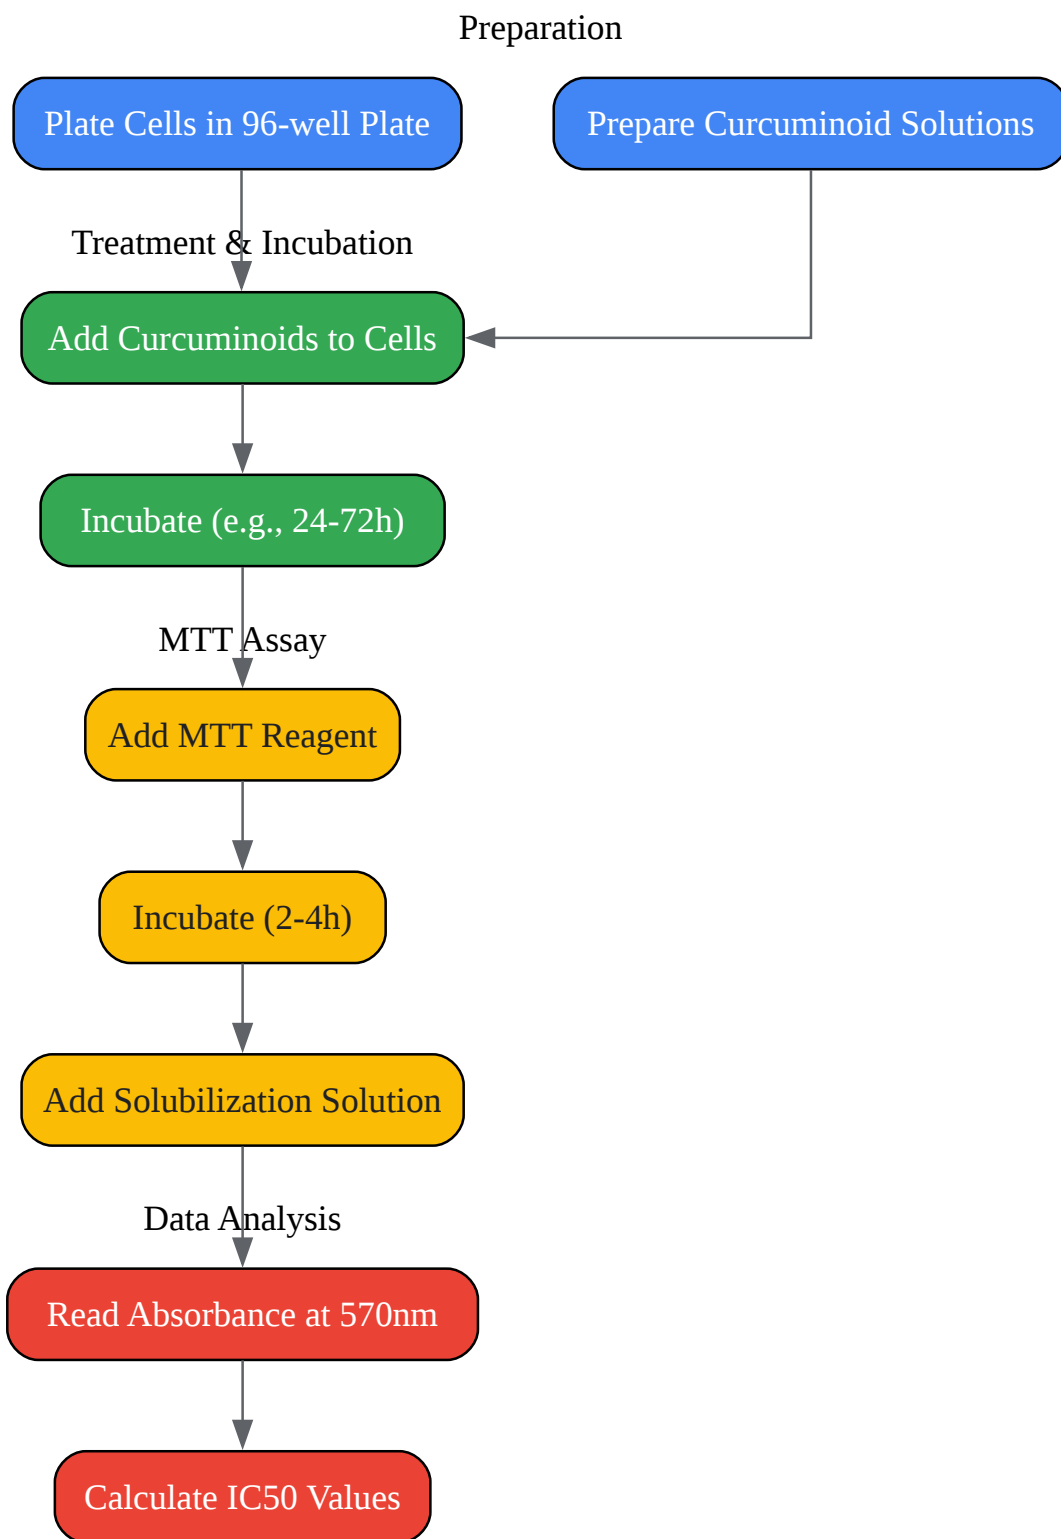 Preparation
Plate Cells in 96-well Plate
Prepare Curcuminoid Solutions
Treatment & Incubation
Add Curcuminoids to Cells
Incubate (e.g., 24-72h)
MTT Assay
Add MTT Reagent
Incubate (2-4h)
Add Solubilization Solution
Data Analysis
Read Absorbance at 570nm
Calculate IC50 Values